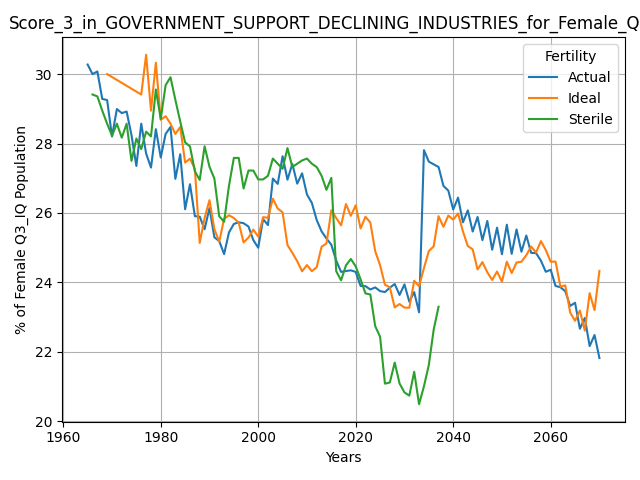 Score_3_in_GOVERNMENT_SUPPORT_DECLINING_INDUSTRIES_for_Female_Q
Fertility
Actual
Ideal
Sterile
% of Female Q3_IQ Population
30
28
26
24
22
20
1960
1980
2000
2020
2040
2060
Years